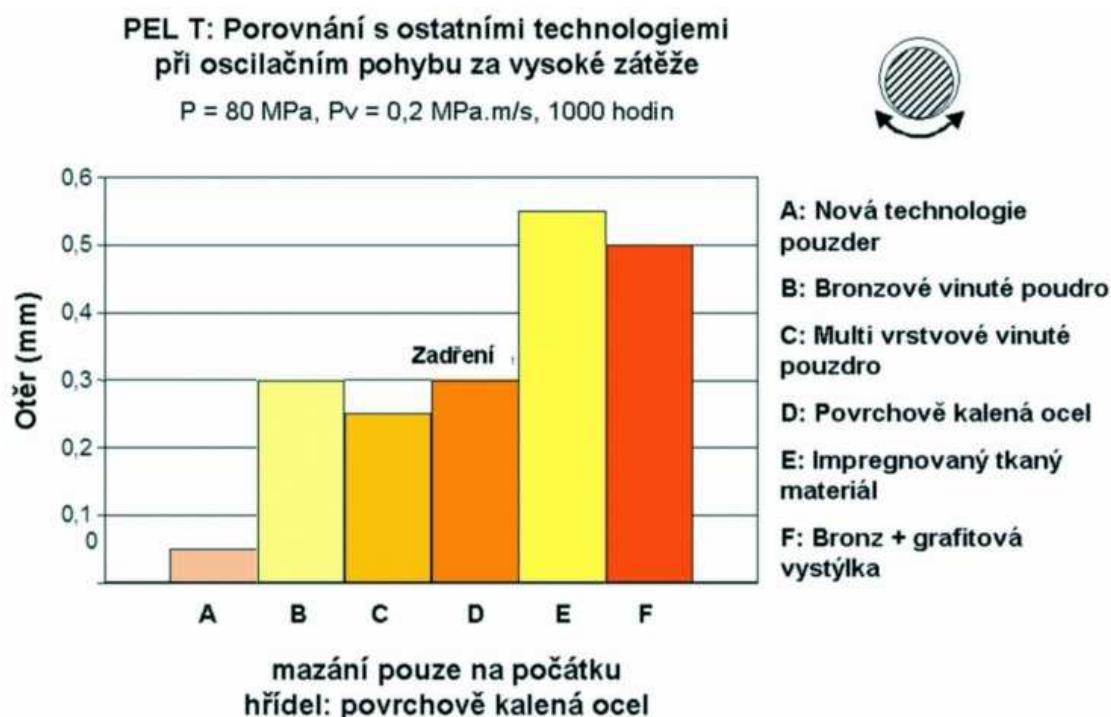 PEL T: Porovnání s ostatními technologiemi
při oscilačním pohybu za vysoké zátěže
P = 80 MPa, Pv = 0,2 MPa.m/s, 1000 hodin
Otěr (mm)
0,6
0,5
0,4
0,3
0,2
0,1
0
Zadření
A
B
C
D
E
F
mazání pouze na počátku
hřídel: povrchově kalená ocel
A: Nová technologie
pouzder
B: Bronzové vinuté poudro
C: Multi vrstvové vinuté
pouzdro
D: Povrchově kalená ocel
E: Impregnovaný tkaný
materiál
F: Bronz + grafitová
vystýlka